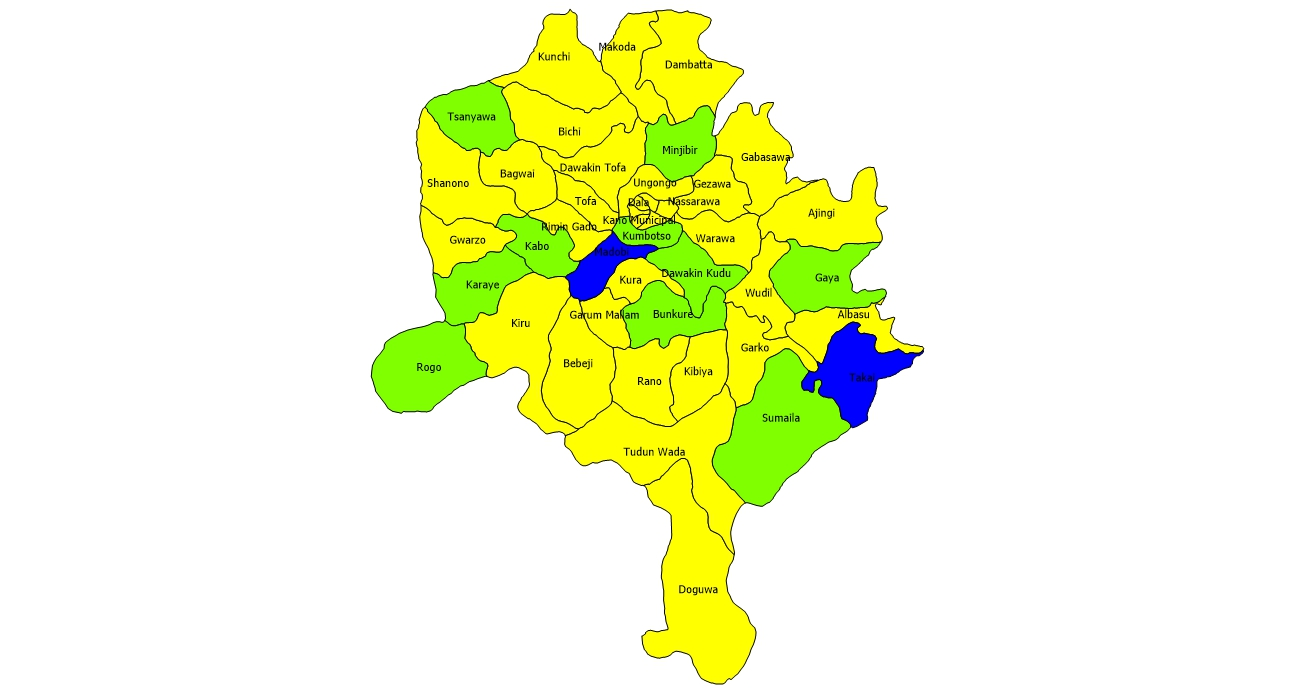 Makoda
Kunchi
Dambatta
Tsanyawa
Bichi
Minjibir
Gabasawa
Dawakin Tofa
Bagwai
Shanono
Ungongo
Gezawa
Tofa
Dala
Nassarawa
Ajingi
Kano Municipal
Rimin Gado
Kumbotso
Gwarzo
Warawa
Kabo
Madobi
Dawakin Kudu
Gaya
Kura
Karaye
Wudil
Garum Mallam
Bunkure
Albasu
Kiru
Garko
Bebeji
Rogo
Kibiya
Takai
Rano
Sumaila
Tudun Wada
Doguwa